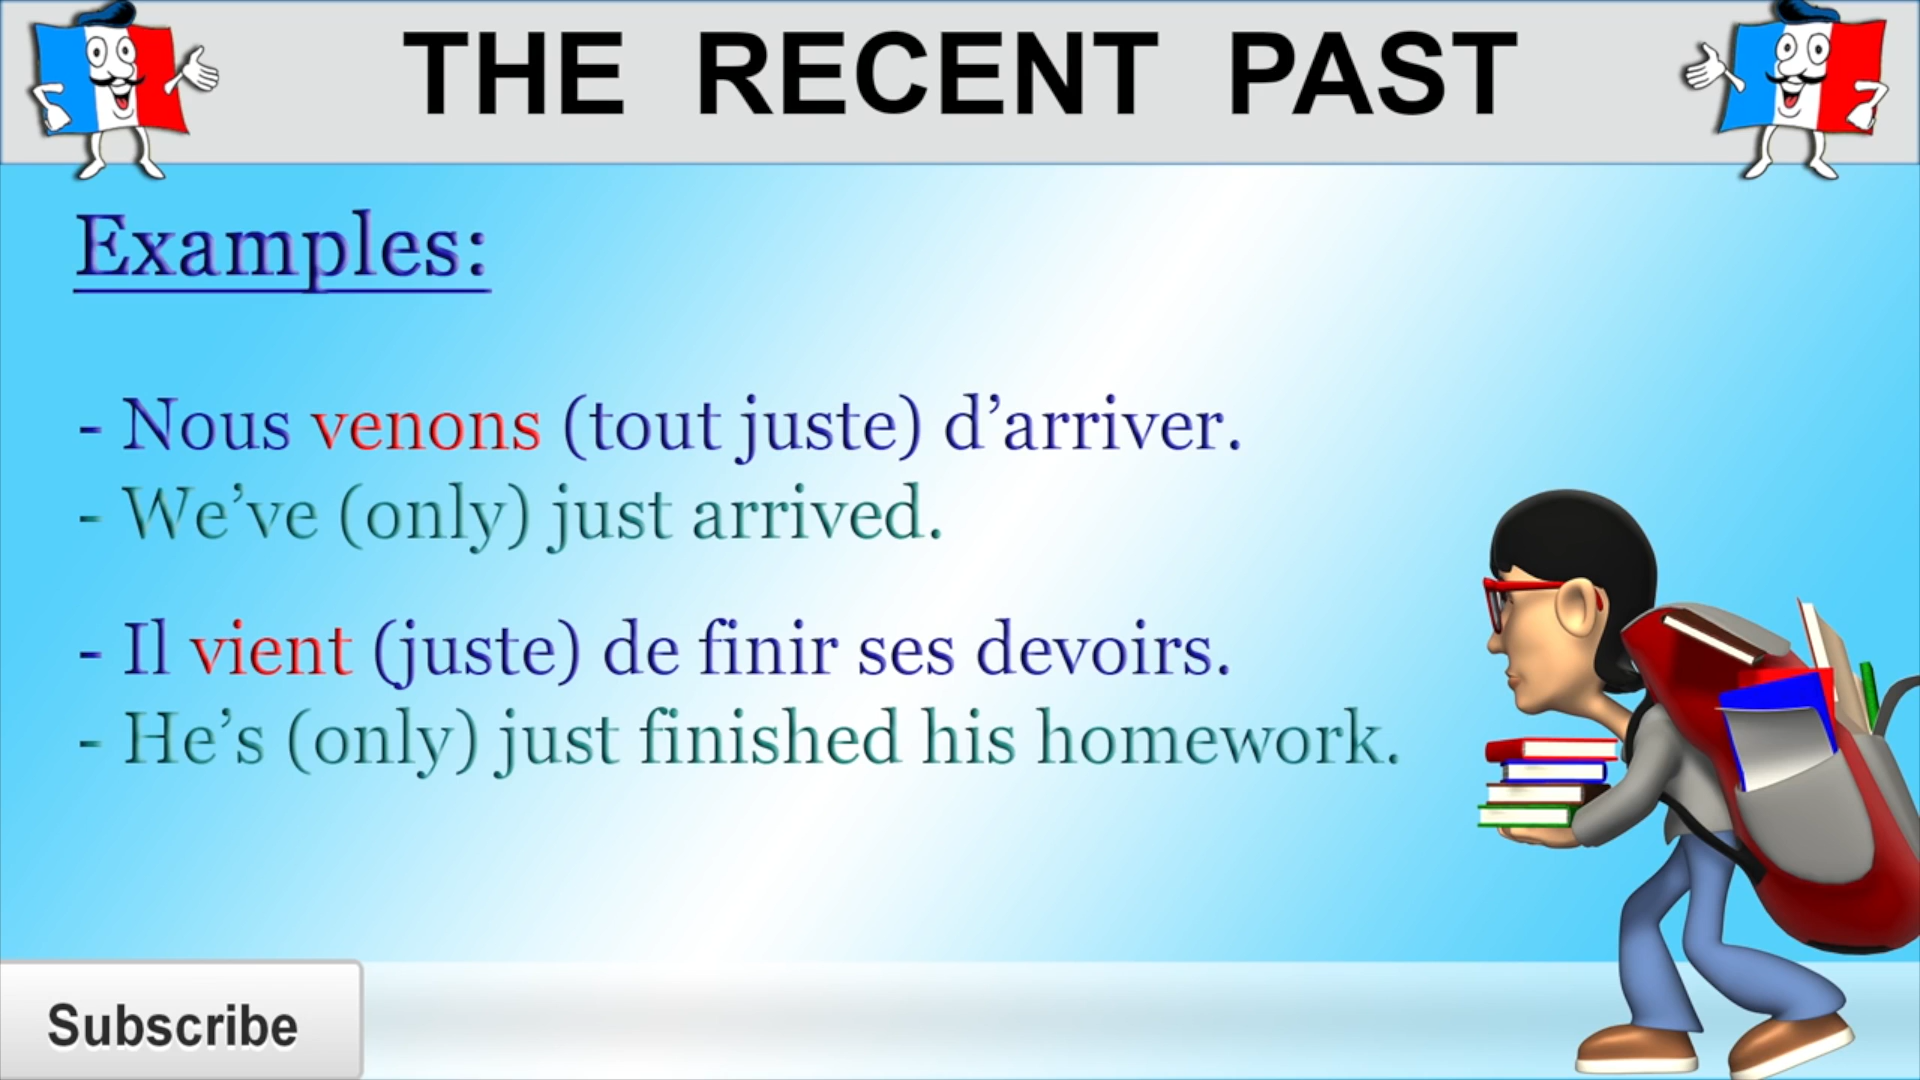 THE RECENT PAST
Examples:
- Nous venons (tout juste) d’arriver.
- We’ve (only) just arrived.
- Il vient (juste) de finir ses devoirs.
- He’s (only) just finished his homework.
Subscribe